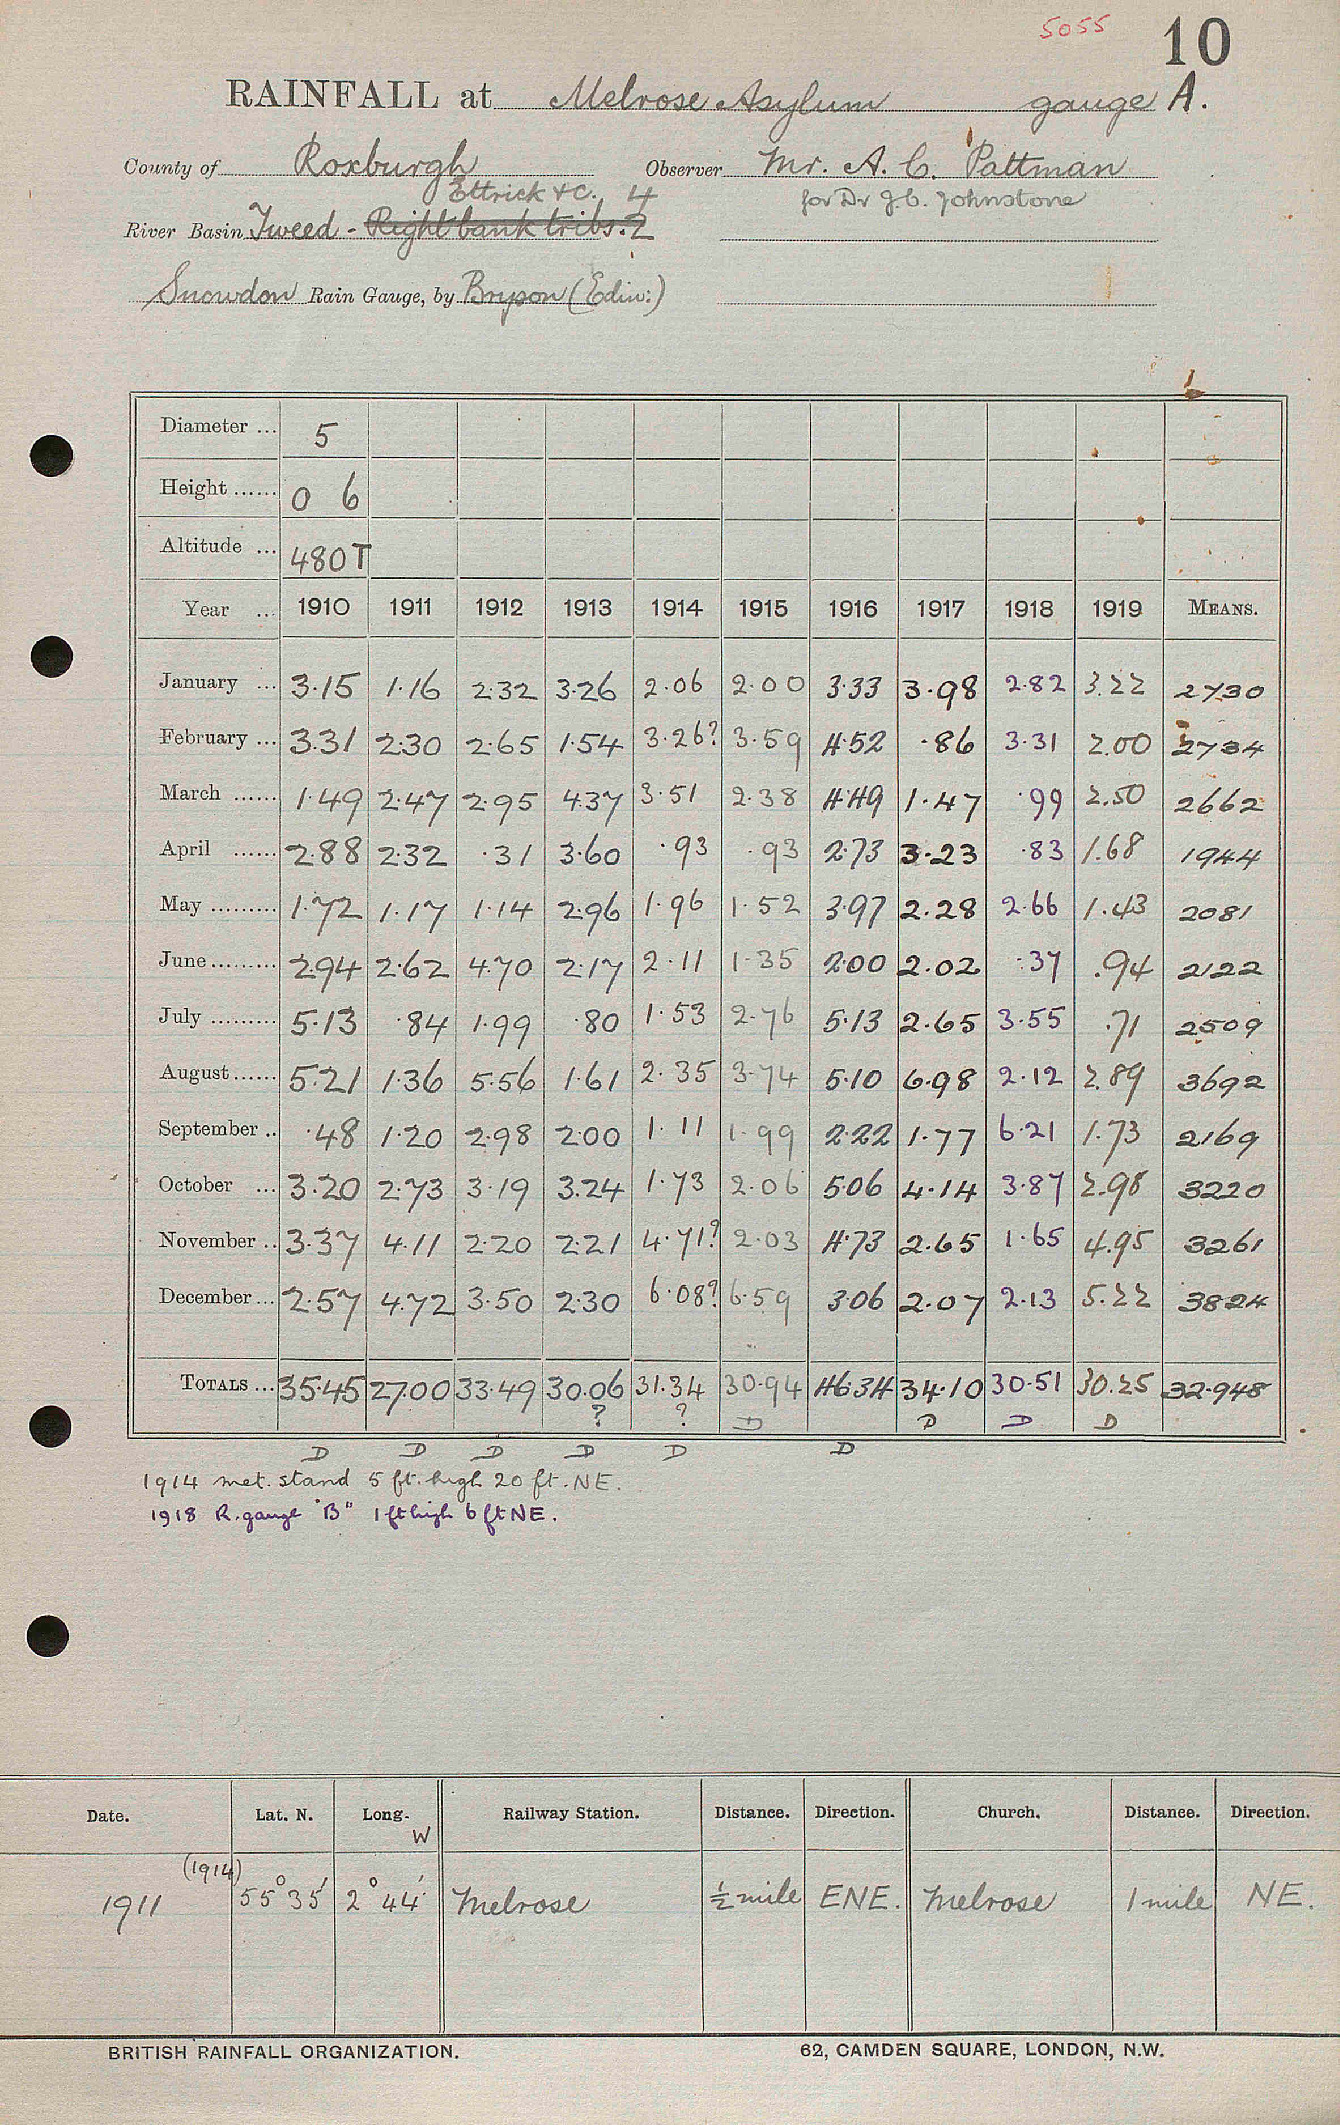 5055 10
RAINFALL at Melrose Asylum gauge A.
County of Roxburgh Observer Mr. A. C. Pattman
Ettrick &c. 4 for Dr J C. Johnstone
River Basin Tweed - Right bank tribs. 2
Snowdon Rain Gauge, by Bryson (Edin:)
Diameter ... 5
Height ...... 0 6
Altitude ... 480T
Year ... 1910 1911 1912 1913 1914 1915 1916 1917 1918 1919 MEANS.
January ... 3.15 1.16 2.32 3.26 2.06 2.00 3.33 3.98 2.82 3.22 2730
February ... 3.31 2.30 2.65 1.54 3.26? 3.59 4.52 .86 3.31 2.00 2734
March ...... 1.49 2.47 2.95 4.37 3.51 2.38 4.49 1.47 .99 2.50 2662
April ...... 2.88 2.32 .31 3.60 .93 .93 2.73 3.23 .83 1.68 1944
May ......... 1.72 1.17 1.14 2.96 1.96 1.52 3.97 2.28 2.66 1.43 2081
June ......... 2.94 2.62 4.70 2.17 2.11 1.35 2.00 2.02 .37 .94 2122
July ......... 5.13 .84 1.99 .80 1.53 2.76 5.13 2.65 3.55 .71 2509
August ...... 5.21 1.36 5.56 1.61 2.35 3.74 5.10 6.98 2.12 2.89 3692
September .. .48 1.20 2.98 2.00 1.11 1.99 2.22 1.77 6.21 1.73 2169
October ... 3.20 2.73 3.19 3.24 1.73 2.06 5.06 4.14 3.87 2.98 3220
November .. 3.37 4.11 2.20 2.21 4.71? 2.03 4.73 2.65 1.65 4.95 3261
December ... 2.57 4.72 3.50 2.30 6.08? 6.59 3.06 2.07 2.13 5.22 3824
TOTALS ... 35.45 27.00 33.49 30.06 31.34 30.94 46.34 34.10 30.51 30.25 32.948
? ? D D D D
D D D D D D
1914 met. stand 5 ft. high 20 ft. NE.
1918 R. gauge "B" 1 ft high 6 ft NE.
Date. Lat. N. Long. W Railway Station. Distance. Direction. Church. Distance. Direction.
(1914)
1911 55° 35' 2° 44' Melrose ½ mile ENE. Melrose 1 mile NE.
BRITISH RAINFALL ORGANIZATION. 62, CAMDEN SQUARE, LONDON, N.W.